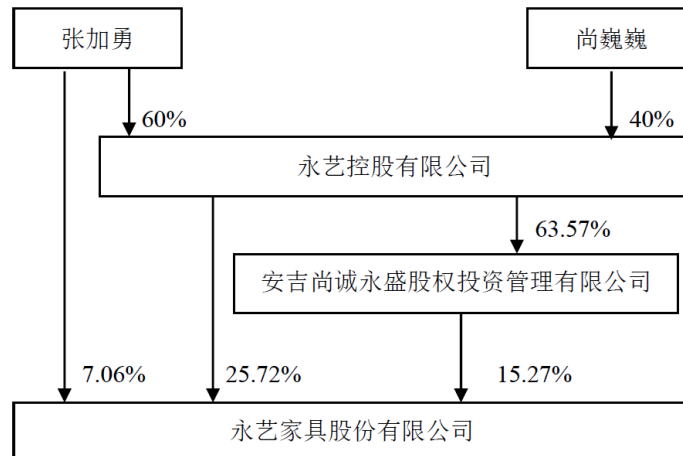 张加勇
尚巍巍
60%
40%
永艺控股有限公司
63.57%
安吉尚诚永盛股权投资管理有限公司
7.06%
25.72%
15.27%
永艺家具股份有限公司